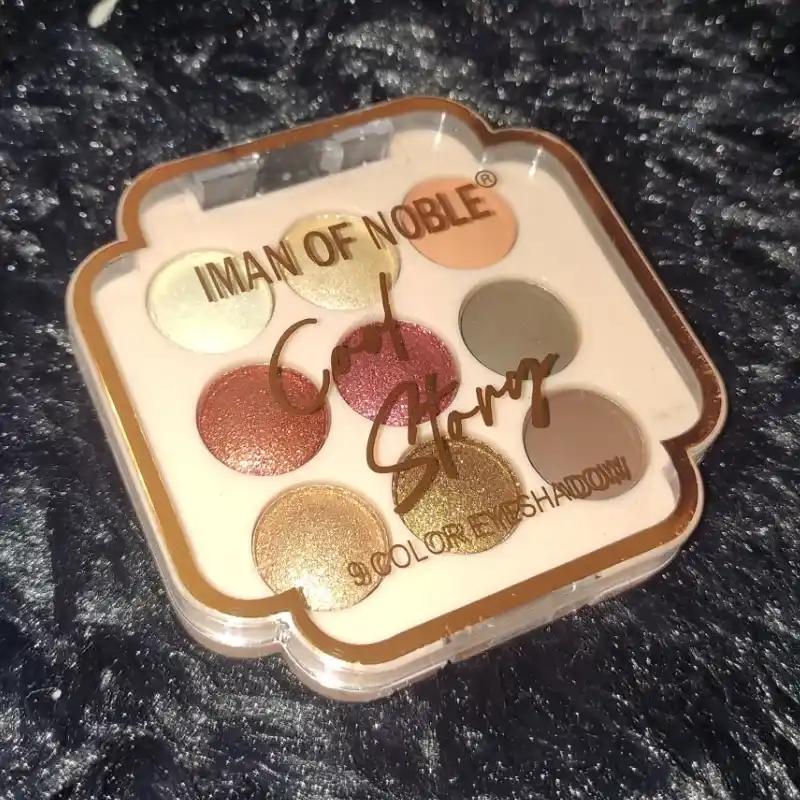 IMAN OF NOBLE®
Cool
Story
9 COLOR EYESHADOW